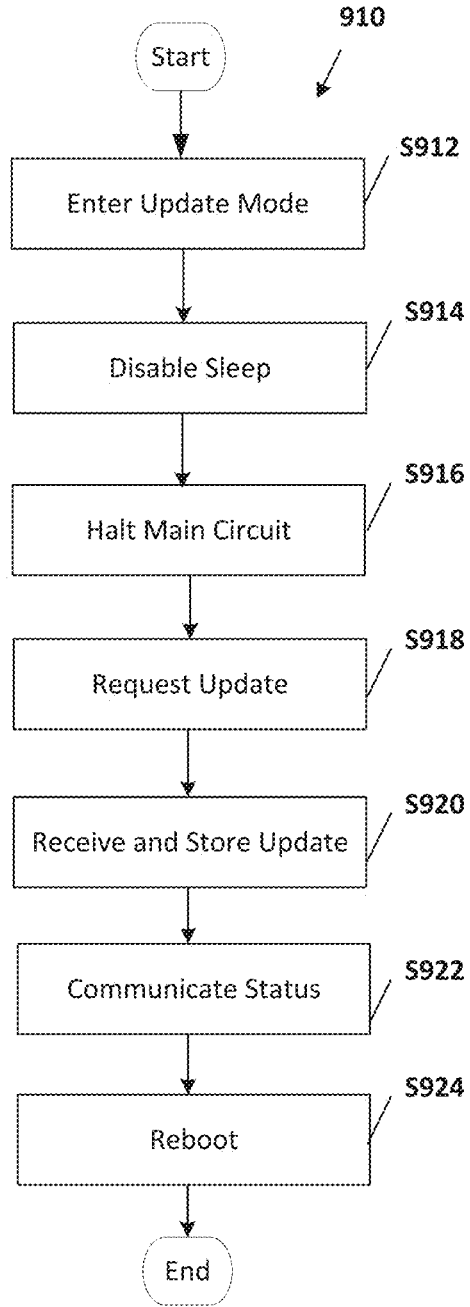 910
Start
S912
Enter Update Mode
S914
Disable Sleep
S916
Halt Main Circuit
S918
Request Update
S920
Receive and Store Update
S922
Communicate Status
S924
Reboot
End